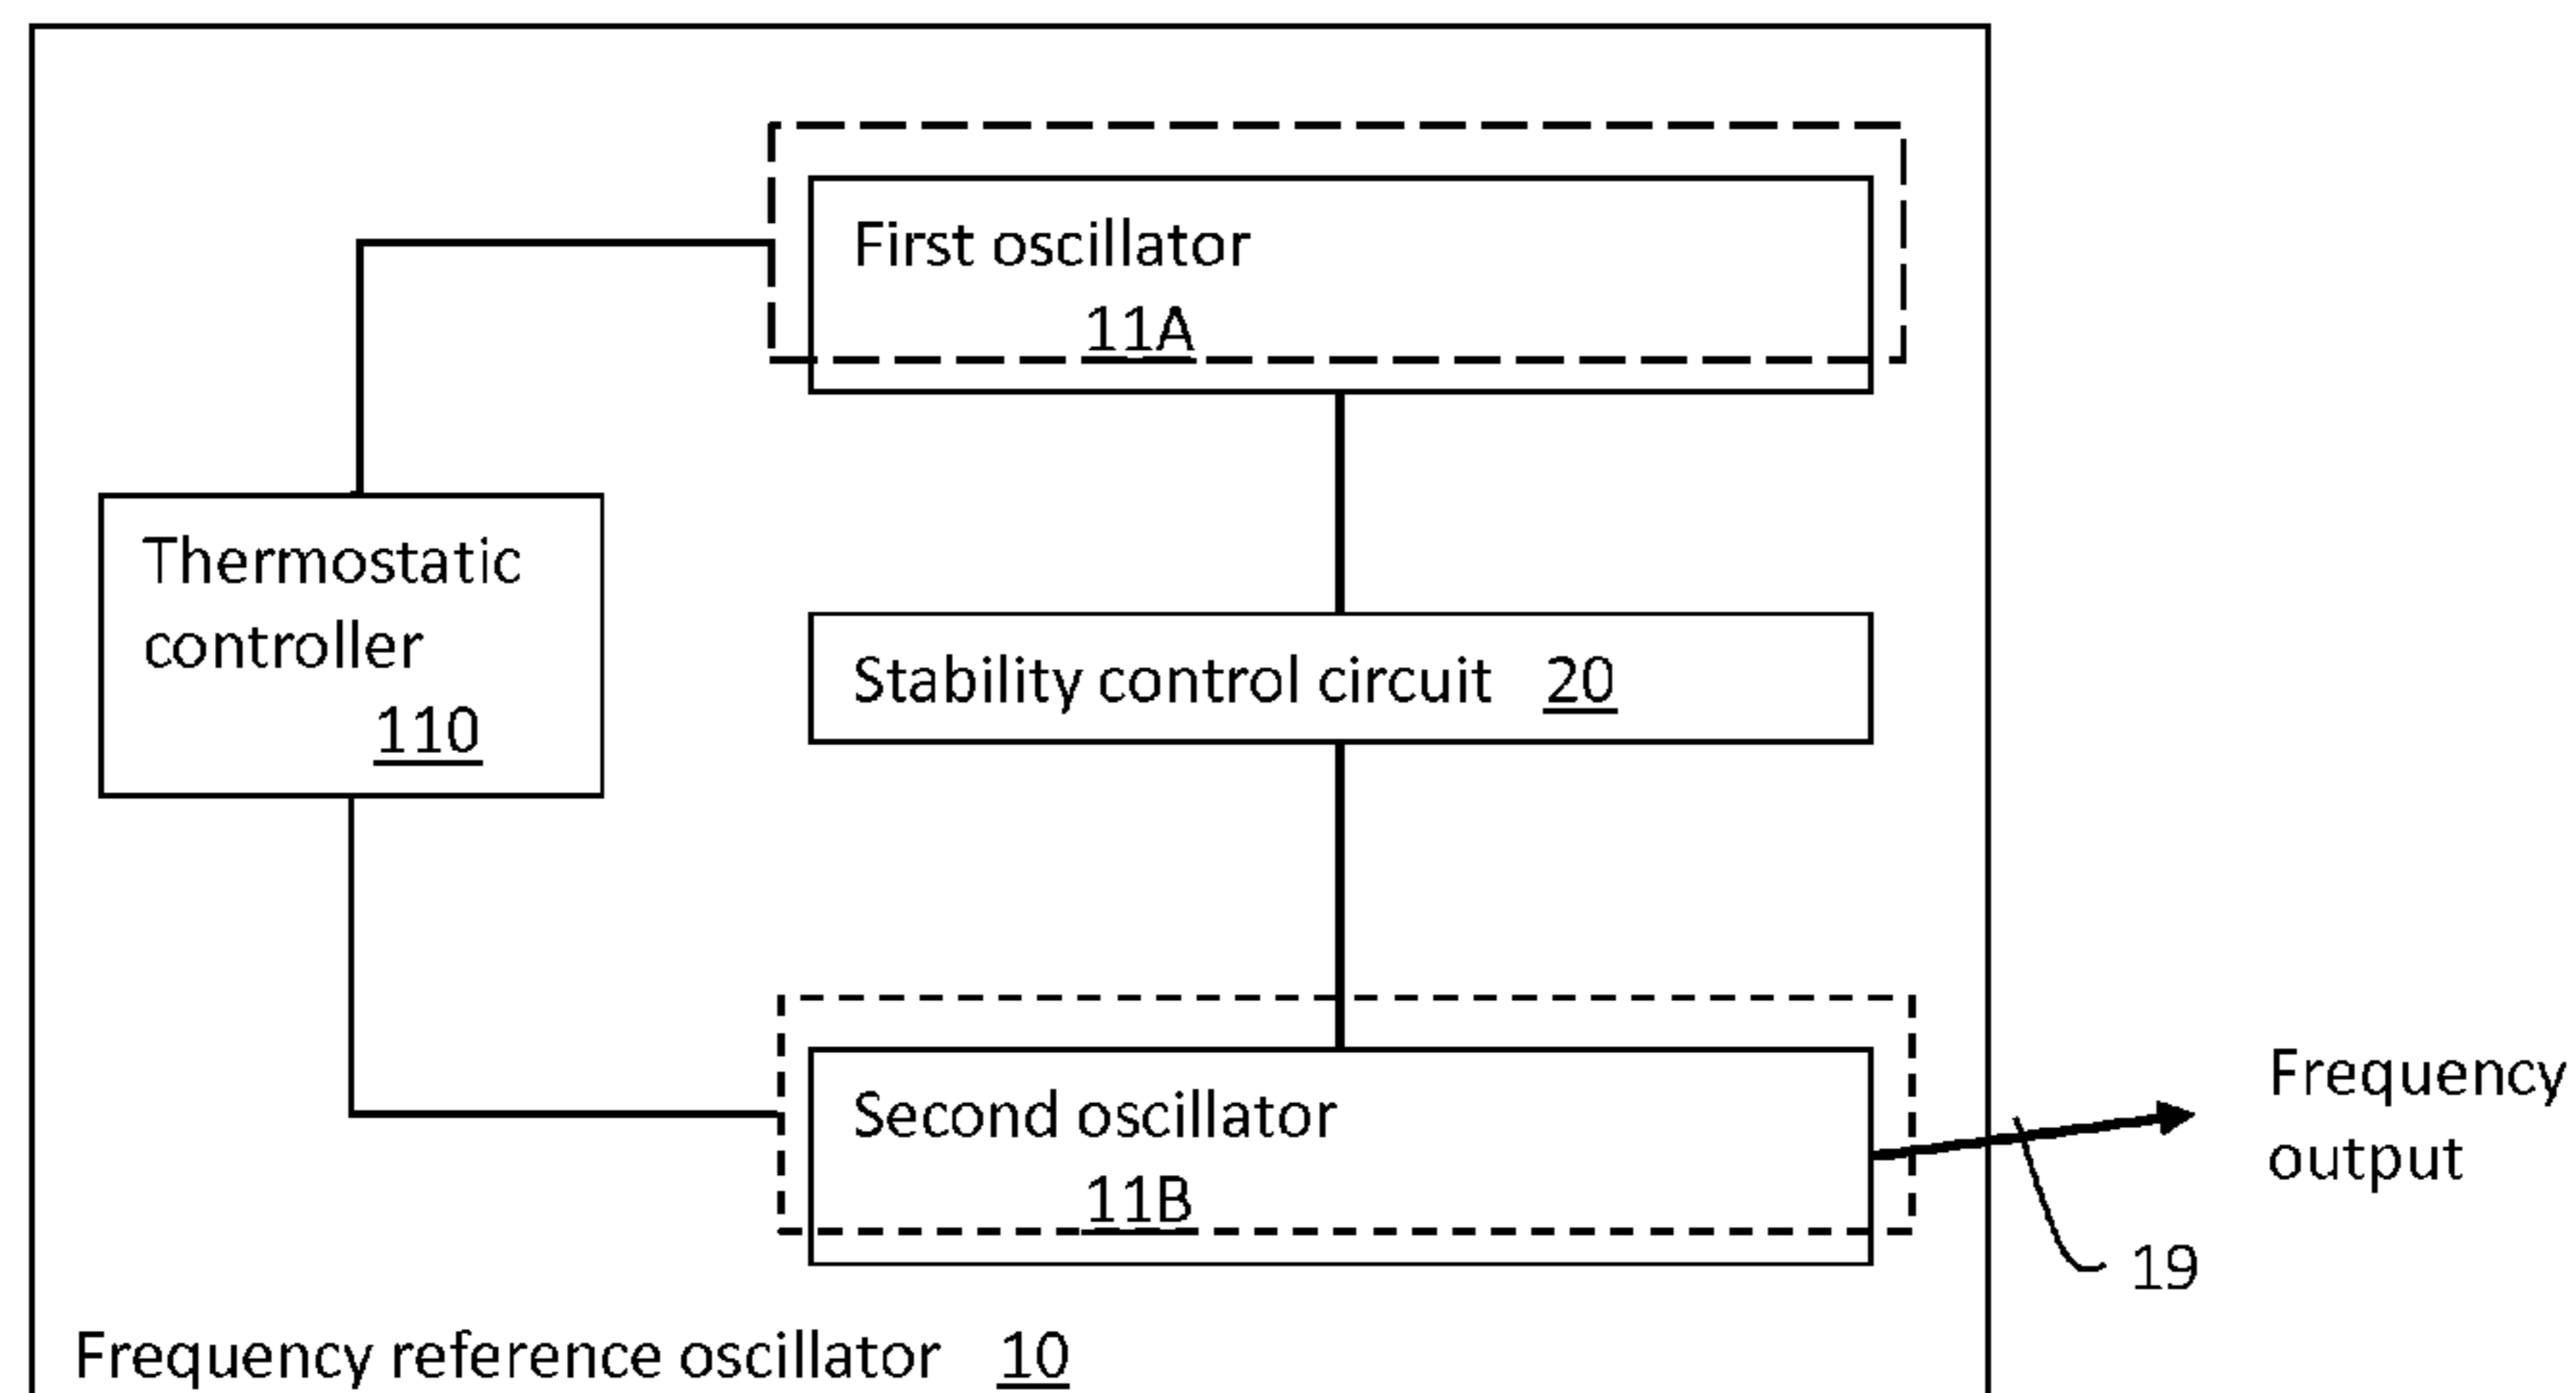 First oscillator
11A
Thermostatic
controller
110
Stability control circuit 20
Second oscillator
11B
Frequency
output
19
Frequency reference oscillator 10